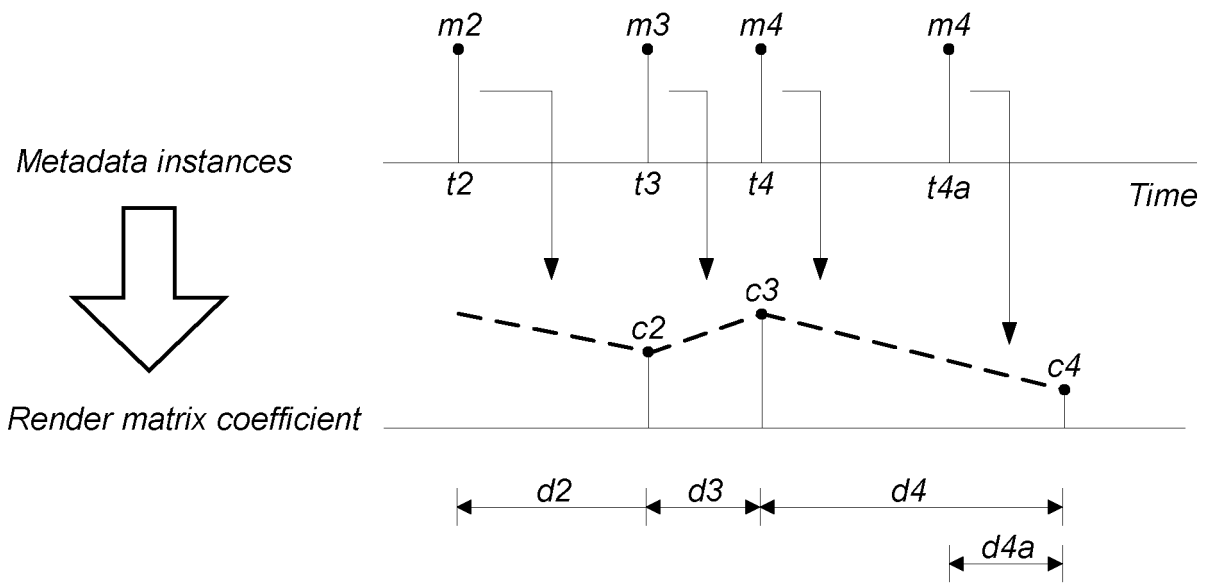 m2 m3 m4 m4
Metadata instances
t2 t3 t4 t4a
Time
c3
c2
c4
Render matrix coefficient
d2 d3 d4
d4a